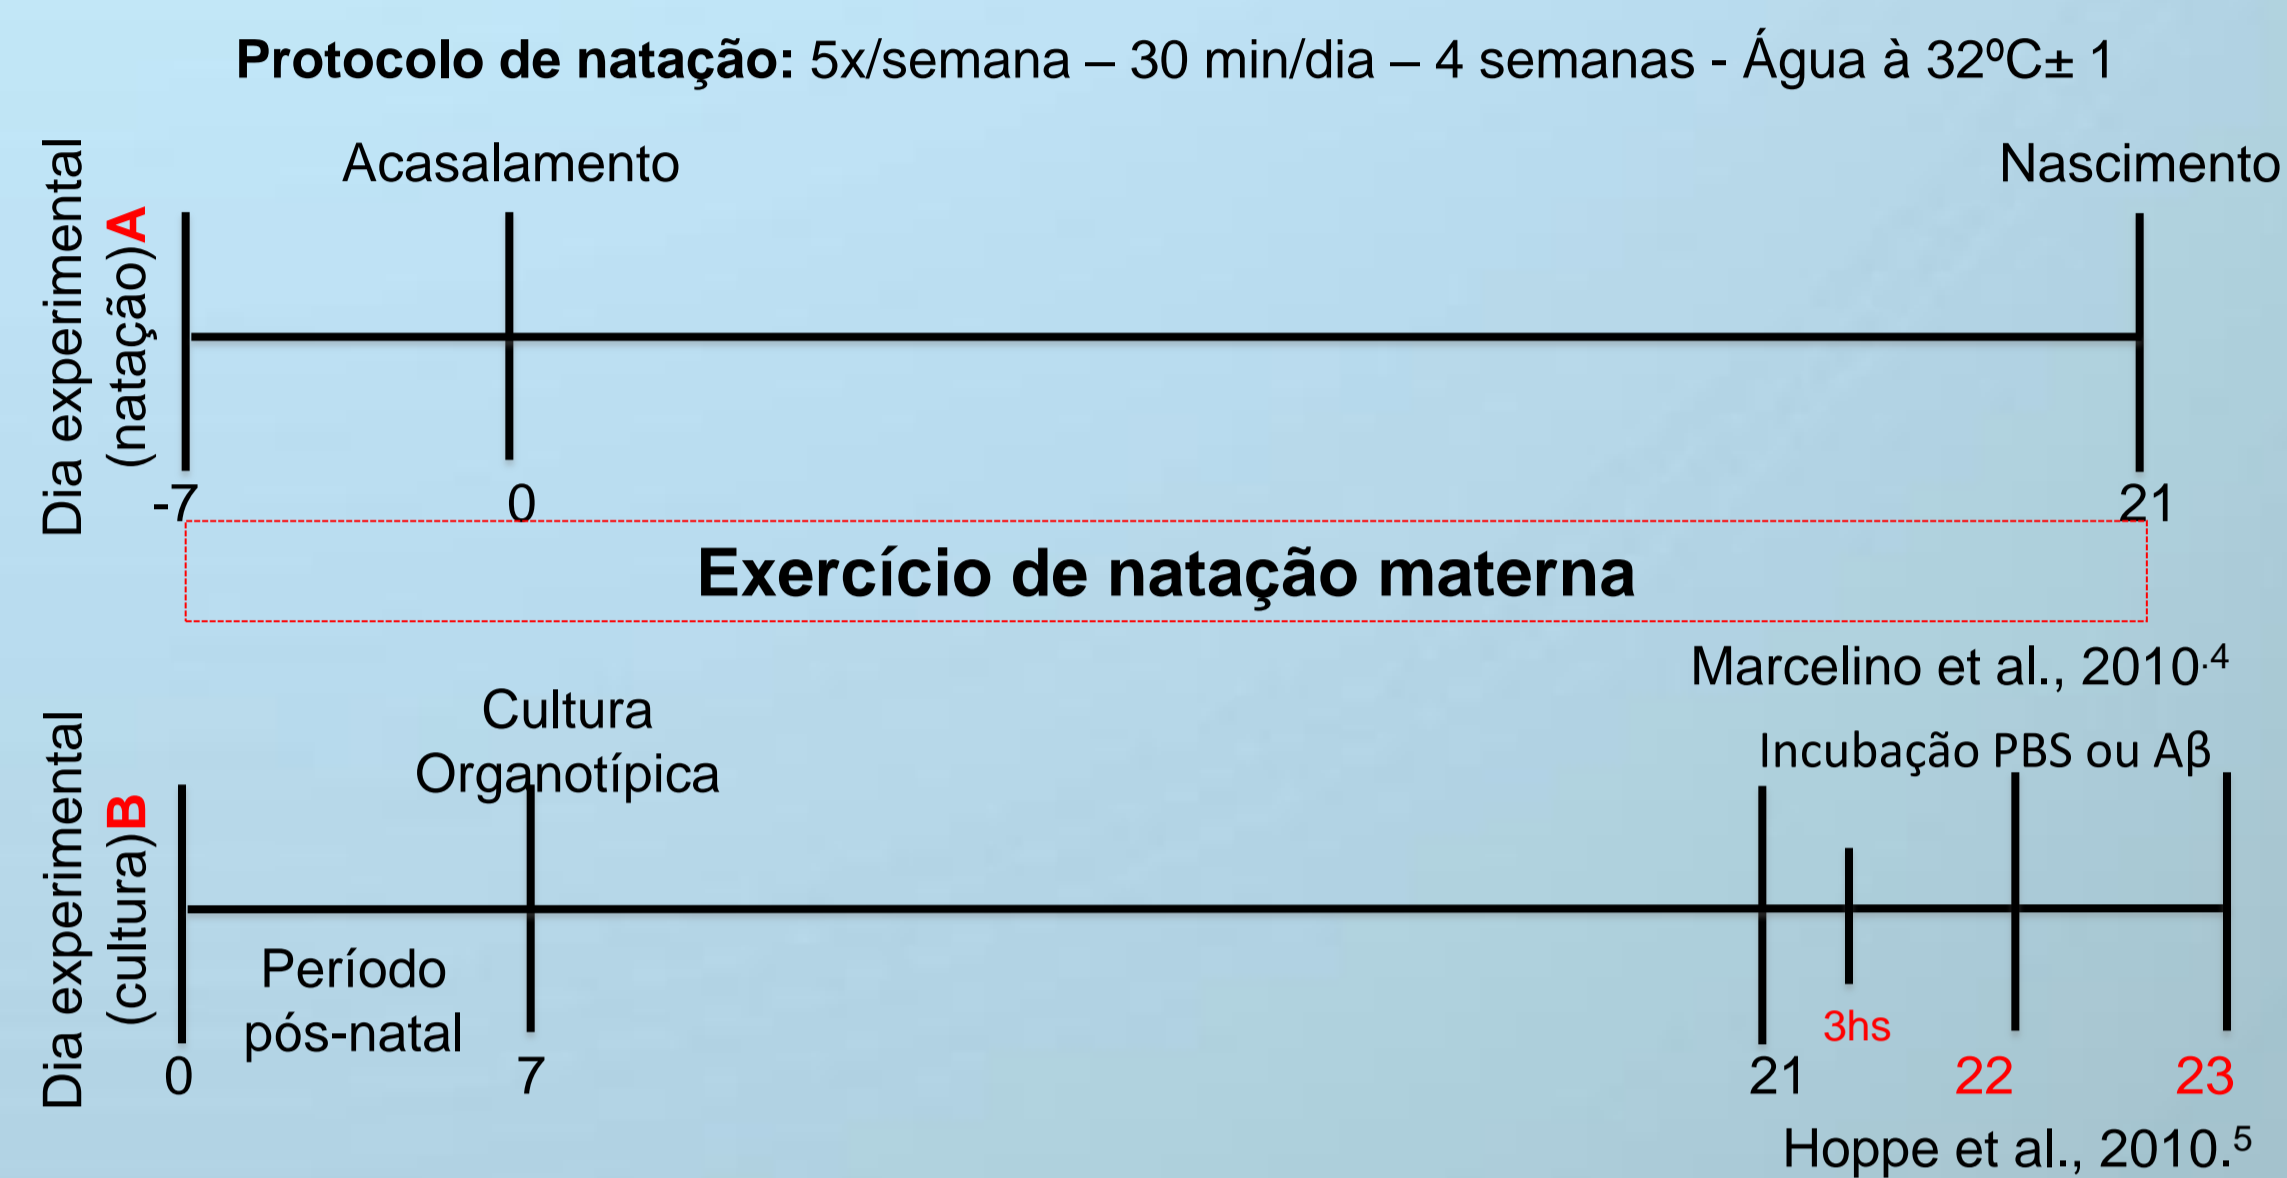 Protocolo de natação: 5x/semana – 30 min/dia – 4 semanas - Água à 32ºC± 1
Dia experimental
(natação)A
Acasalamento
Nascimento
-7
0
21
Exercício de natação materna
Marcelino et al., 2010.4
Dia experimental
(cultura)B
Cultura
Organotípica
Incubação PBS ou Aβ
Período
pós-natal
3hs
0
7
21
22
23
Hoppe et al., 2010.5